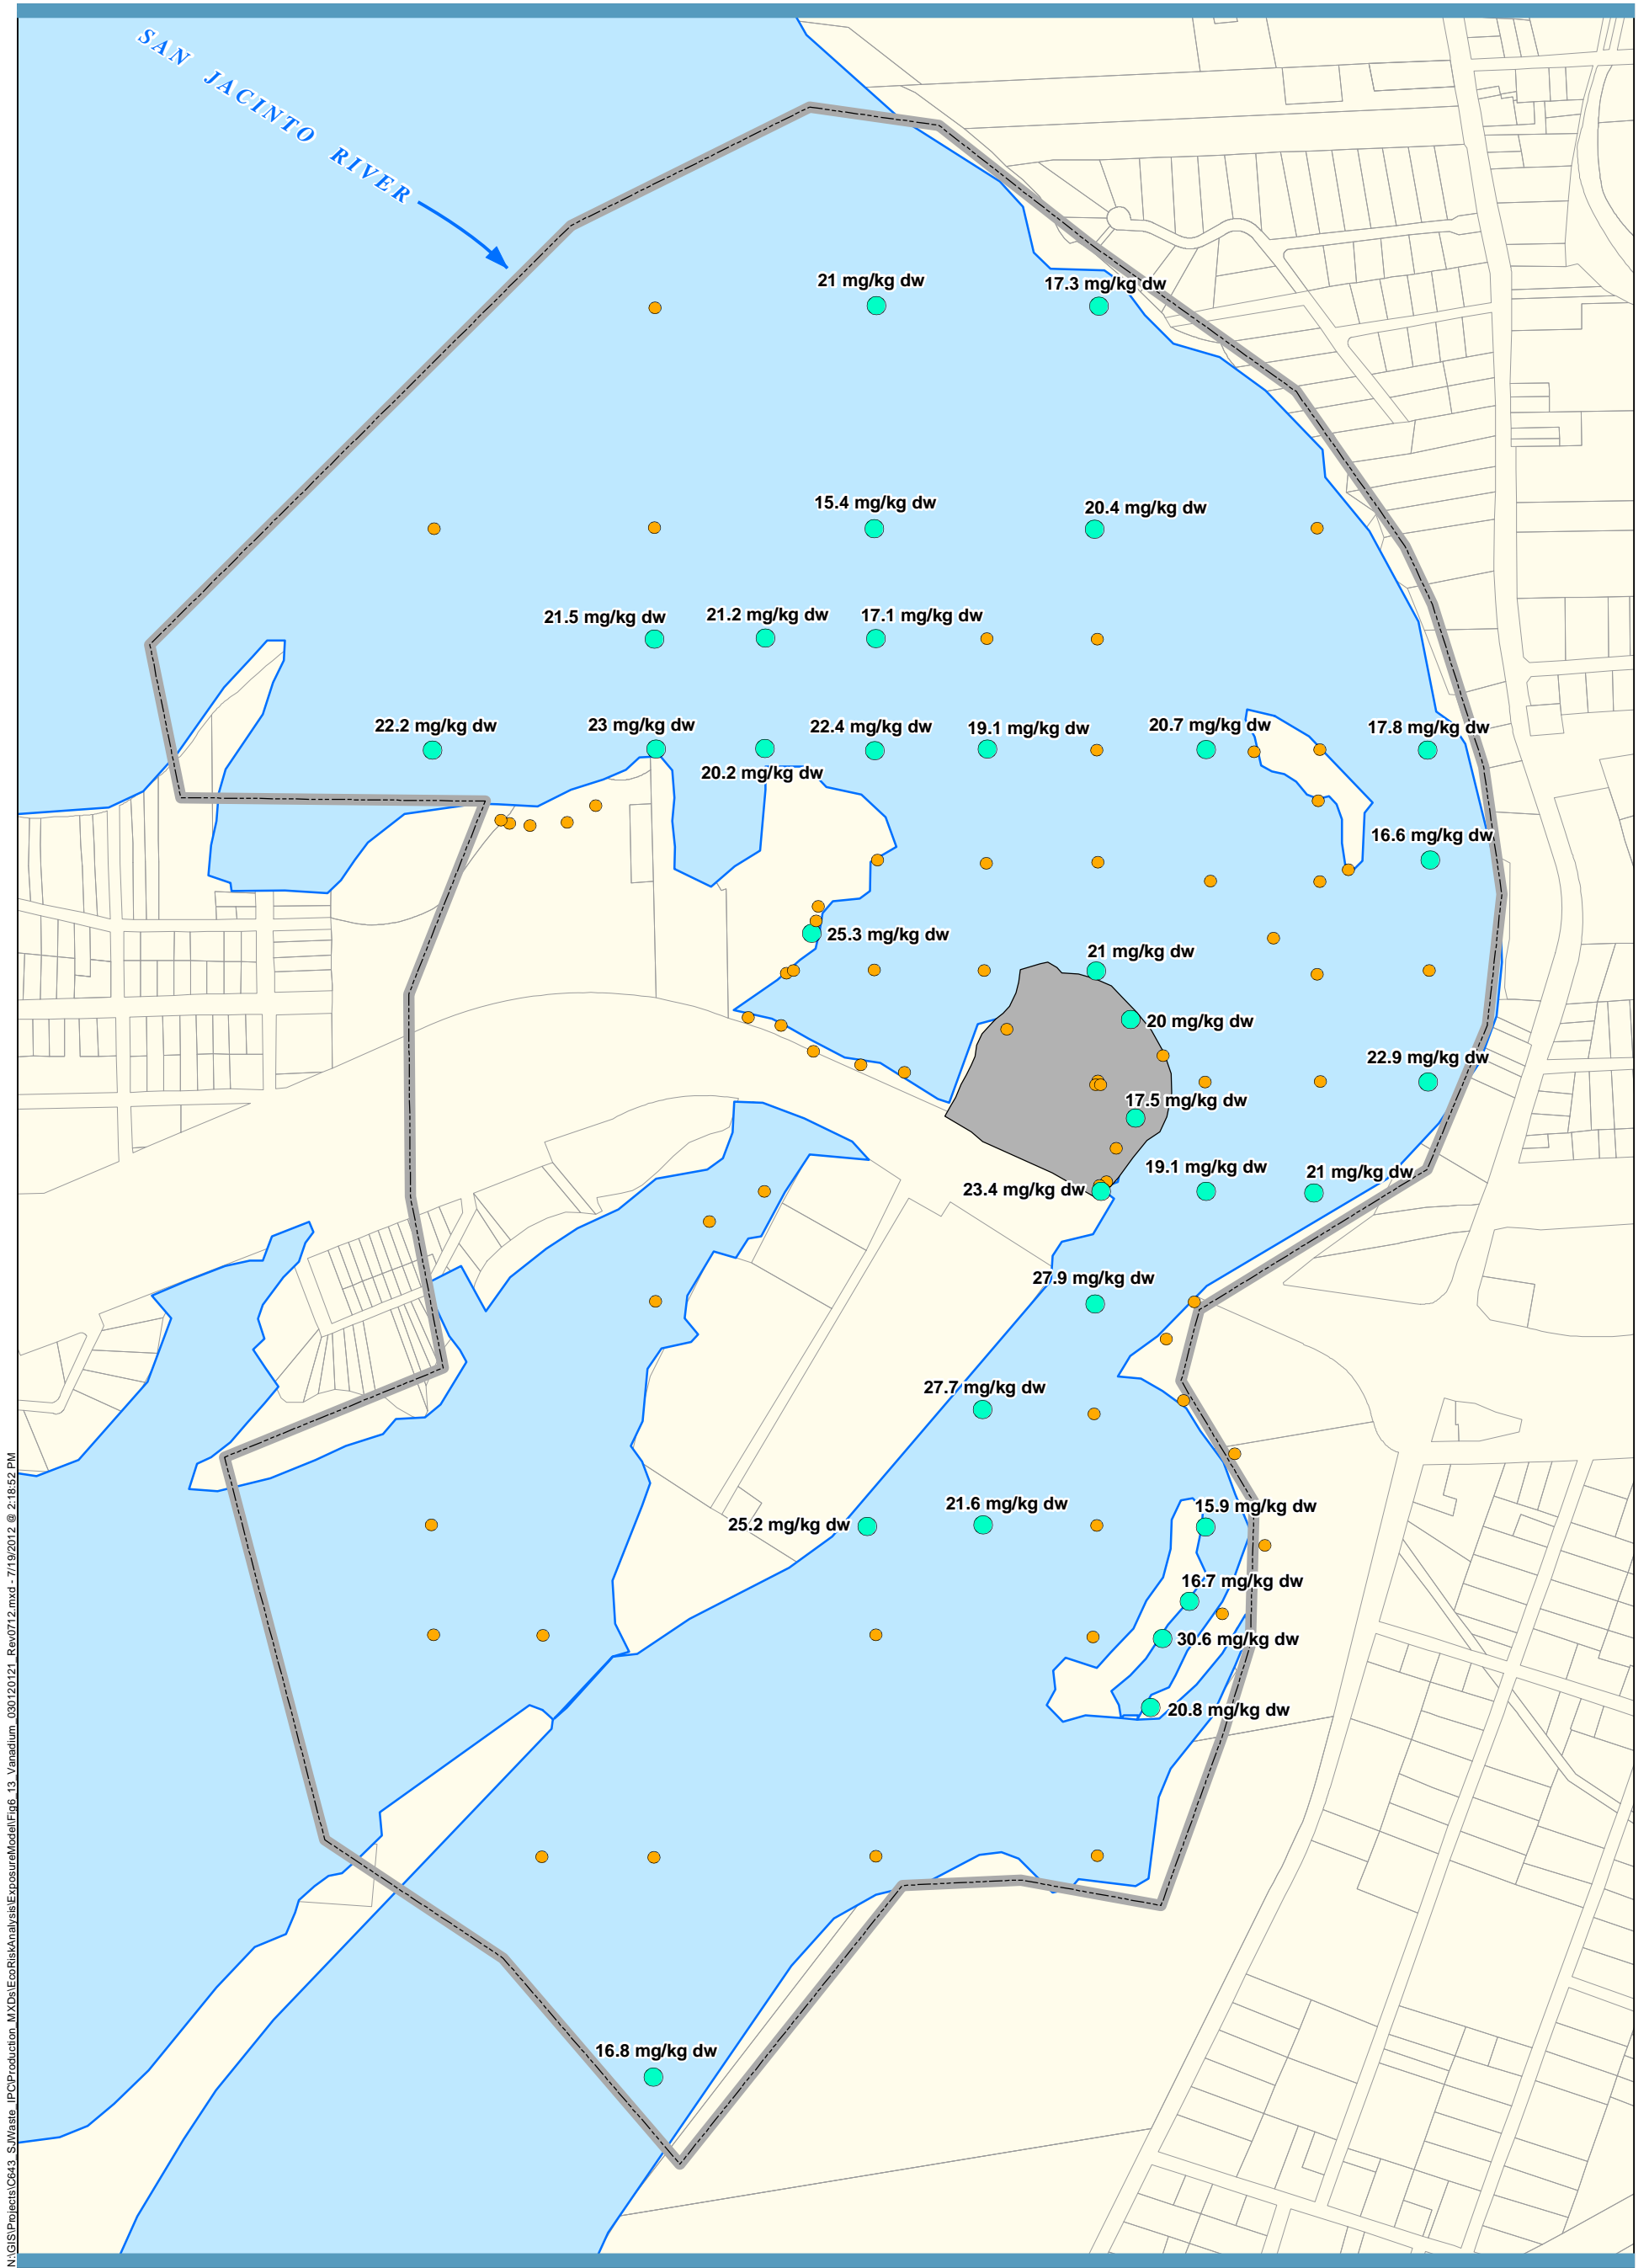 SAN JACINTO RIVER
21 mg/kg dw
17.3 mg/kg dw
15.4 mg/kg dw
20.4 mg/kg dw
21.5 mg/kg dw
21.2 mg/kg dw
17.1 mg/kg dw
22.2 mg/kg dw
23 mg/kg dw
22.4 mg/kg dw
19.1 mg/kg dw
20.7 mg/kg dw
17.8 mg/kg dw
20.2 mg/kg dw
16.6 mg/kg dw
25.3 mg/kg dw
21 mg/kg dw
20 mg/kg dw
22.9 mg/kg dw
17.5 mg/kg dw
19.1 mg/kg dw
21 mg/kg dw
23.4 mg/kg dw
27.9 mg/kg dw
27.7 mg/kg dw
21.6 mg/kg dw
15.9 mg/kg dw
25.2 mg/kg dw
16.7 mg/kg dw
30.6 mg/kg dw
20.8 mg/kg dw
16.8 mg/kg dw
N:\GIS\Projects\C643_SJWaste_IPC\Production_MXDs\EcoRiskAnalysis\ExposureModel\Fig6_13_Vanadium_030120121_Rev0712.mxd - 7/19/2012 @ 2:18:52 PM